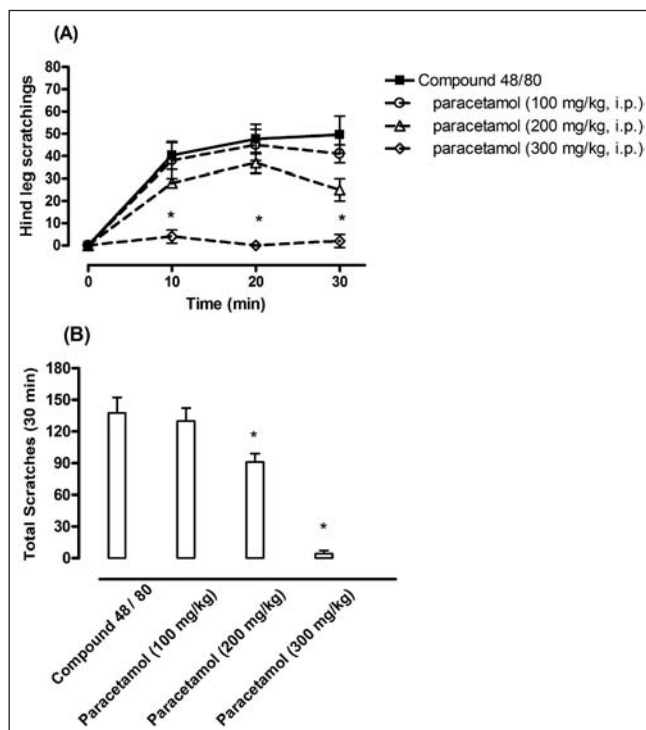 (A)
80
70
60
50
40
30
20
10
0
Hind leg scratchings
Compound 48/80
paracetamol (100 mg/kg, i.p.)
paracetamol (200 mg/kg, i.p.)
paracetamol (300 mg/kg, i.p.)
* * *
0 10 20 30
Time (min)
(B)
180
150
120
90
60
30
0
Total Scratches (30 min)
*
*
Compound 48 / 80
Paracetamol (100 mg/kg)
Paracetamol (200 mg/kg)
Paracetamol (300 mg/kg)